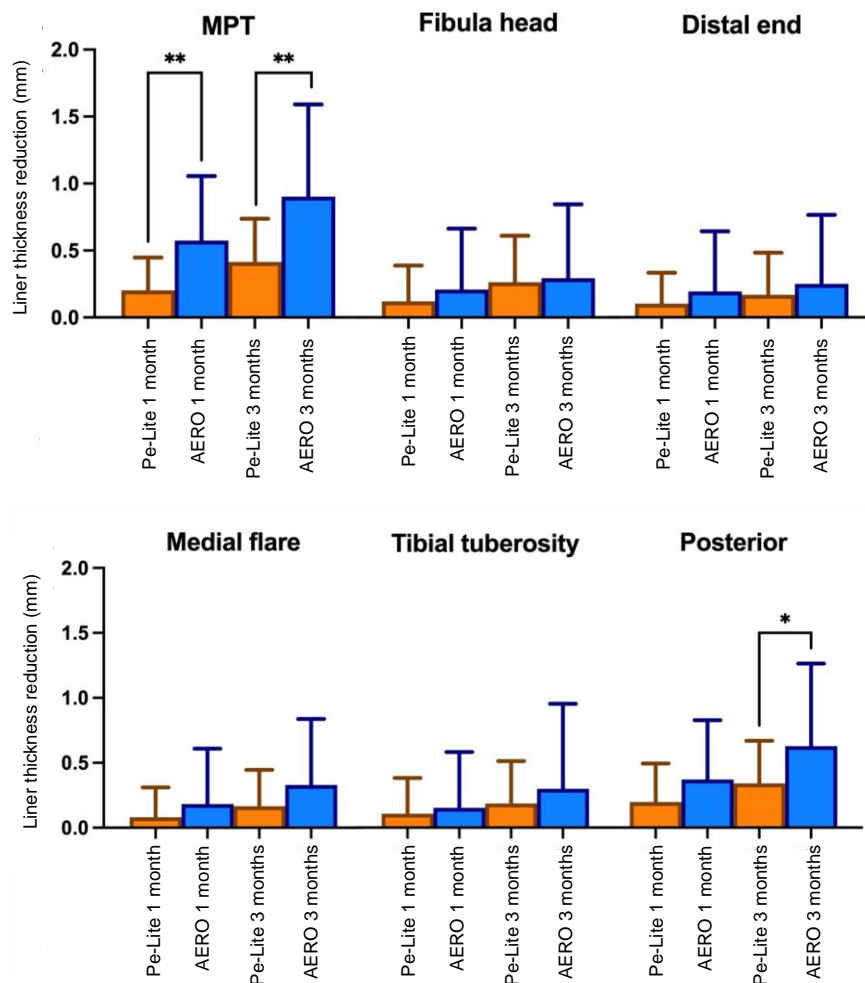 MPT
Fibula head
Distal end
Liner thickness reduction (mm)
2.0
1.5
1.0
0.5
0.0
**
**
Pe-Lite 1 month
AERO 1 month
Pe-Lite 3 months
AERO 3 months
Pe-Lite 1 month
AERO 1 month
Pe-Lite 3 months
AERO 3 months
Pe-Lite 1 month
AERO 1 month
Pe-Lite 3 months
AERO 3 months
Medial flare
Tibial tuberosity
Posterior
Liner thickness reduction (mm)
2.0
1.5
1.0
0.5
0.0
*
Pe-Lite 1 month
AERO 1 month
Pe-Lite 3 months
AERO 3 months
Pe-Lite 1 month
AERO 1 month
Pe-Lite 3 months
AERO 3 months
Pe-Lite 1 month
AERO 1 month
Pe-Lite 3 months
AERO 3 months